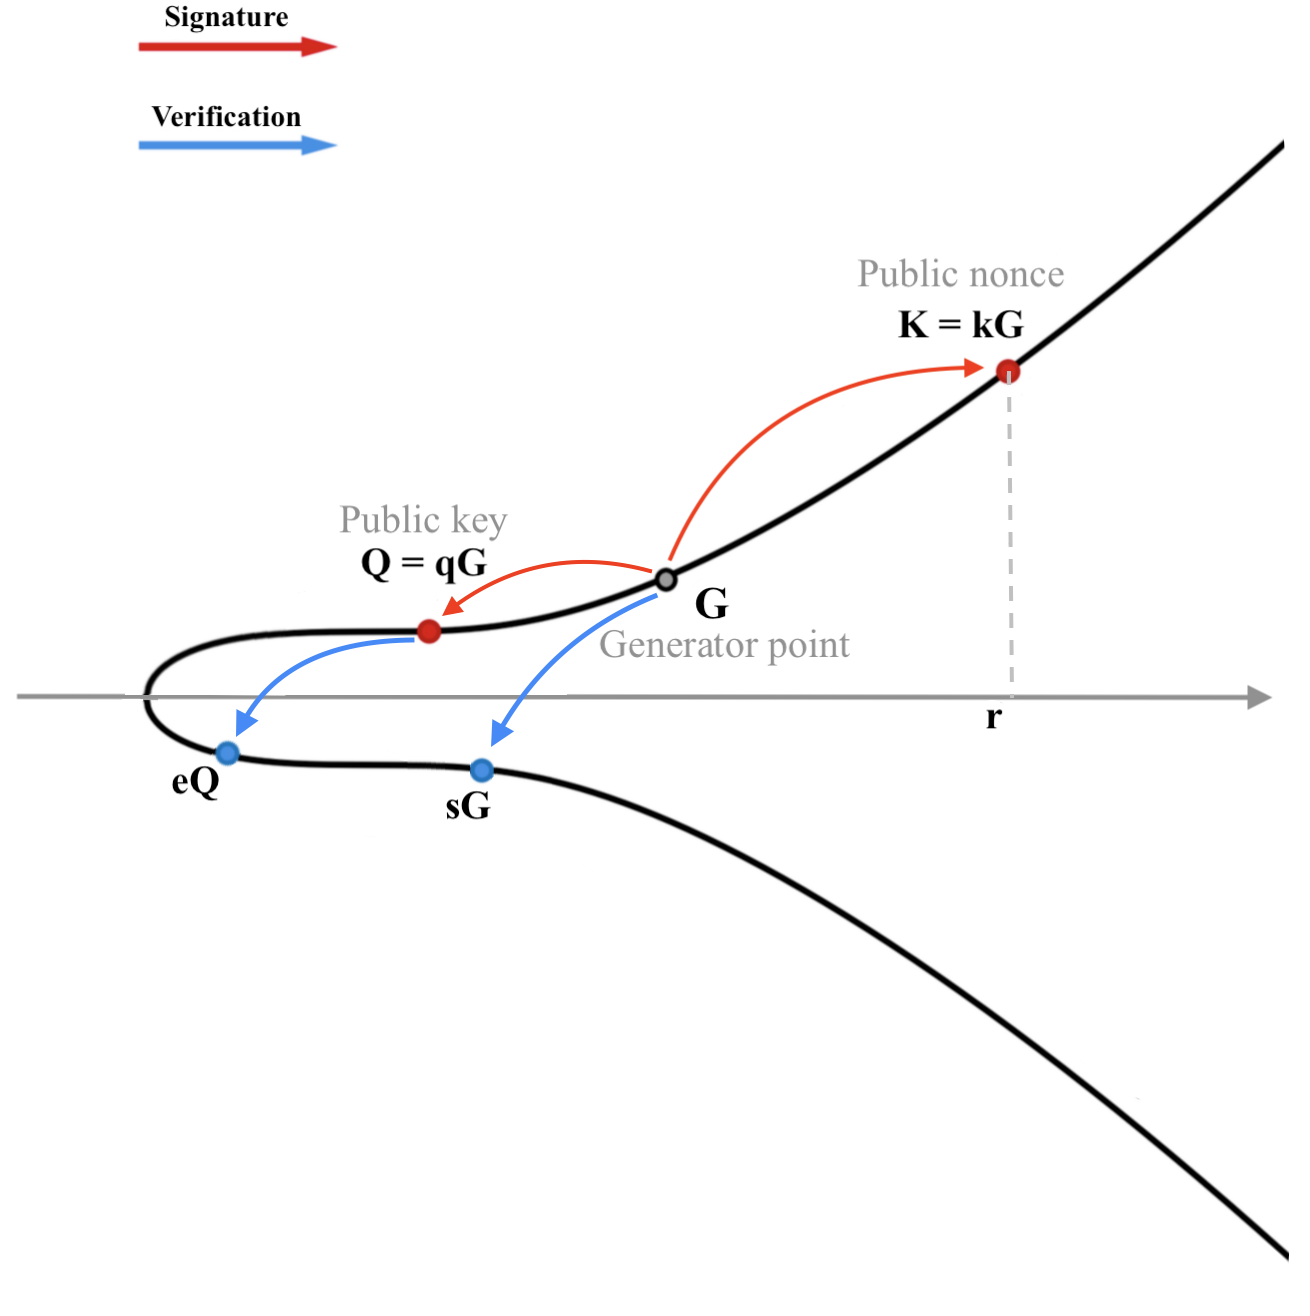 Signature
Verification
Public nonce
K = kG
Public key
Q = qG
G
Generator point
r
eQ
sG